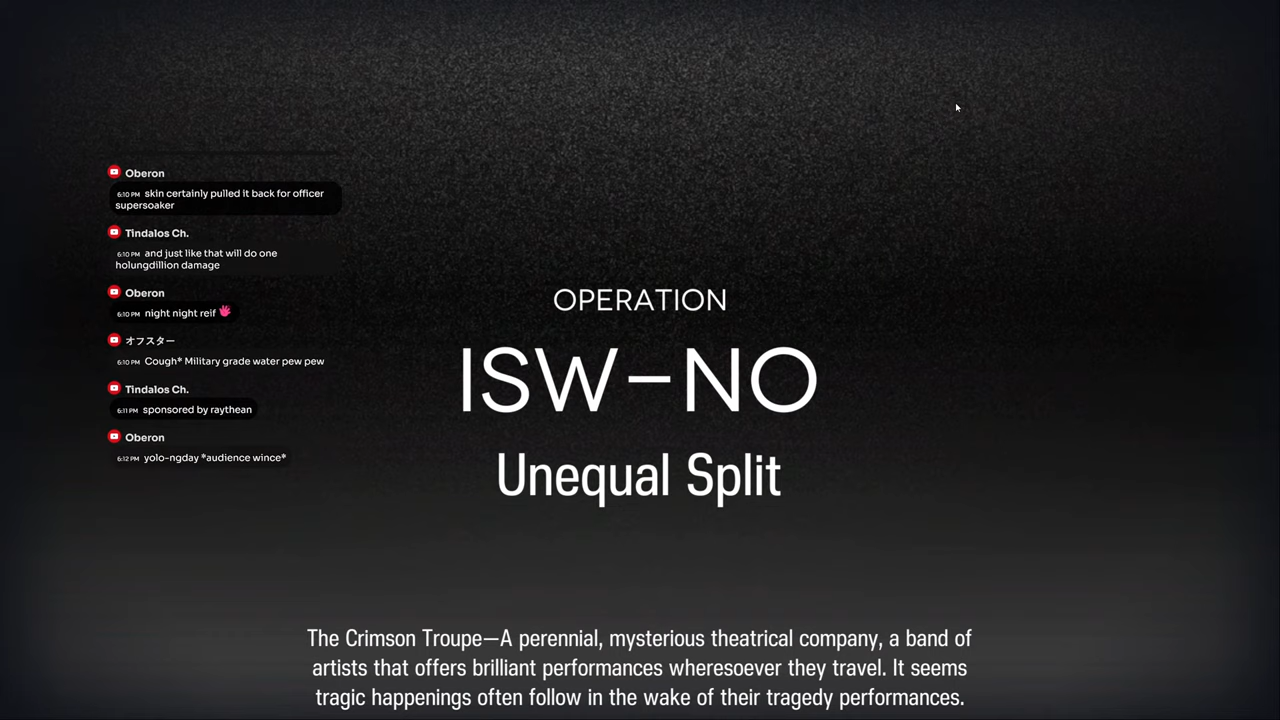 Oberon
6:10 PM skin certainly pulled it back for officer
supersoaker
Tindalos Ch.
6:10 PM and just like that will do one
holungdillion damage
Oberon
6:10 PM night night reif
オフスター
6:10 PM Cough* Military grade water pew pew
Tindalos Ch.
6:11 PM sponsored by raythean
Oberon
6:12 PM yolo-ngday *audience wince*
OPERATION
ISW-NO
Unequal Split
The Crimson Troupe—A perennial, mysterious theatrical company, a band of
artists that offers brilliant performances wheresoever they travel. It seems
tragic happenings often follow in the wake of their tragedy performances.